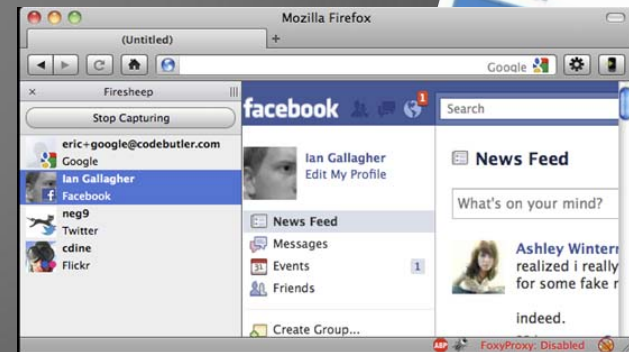 Mozilla Firefox
(Untitled)
Google
Firesheep
Stop Capturing
eric+google@codebutler.com
Google
Ian Gallagher
Facebook
neg9
Twitter
cdine
Flickr
facebook
1
Search
Ian Gallagher
Edit My Profile
News Feed
Messages
31 Events 1
Friends
Create Group...
News Feed
What's on your mind?
Ashley
realized i really
for some fake
indeed.
ABP
FoxyProxy: Disabled